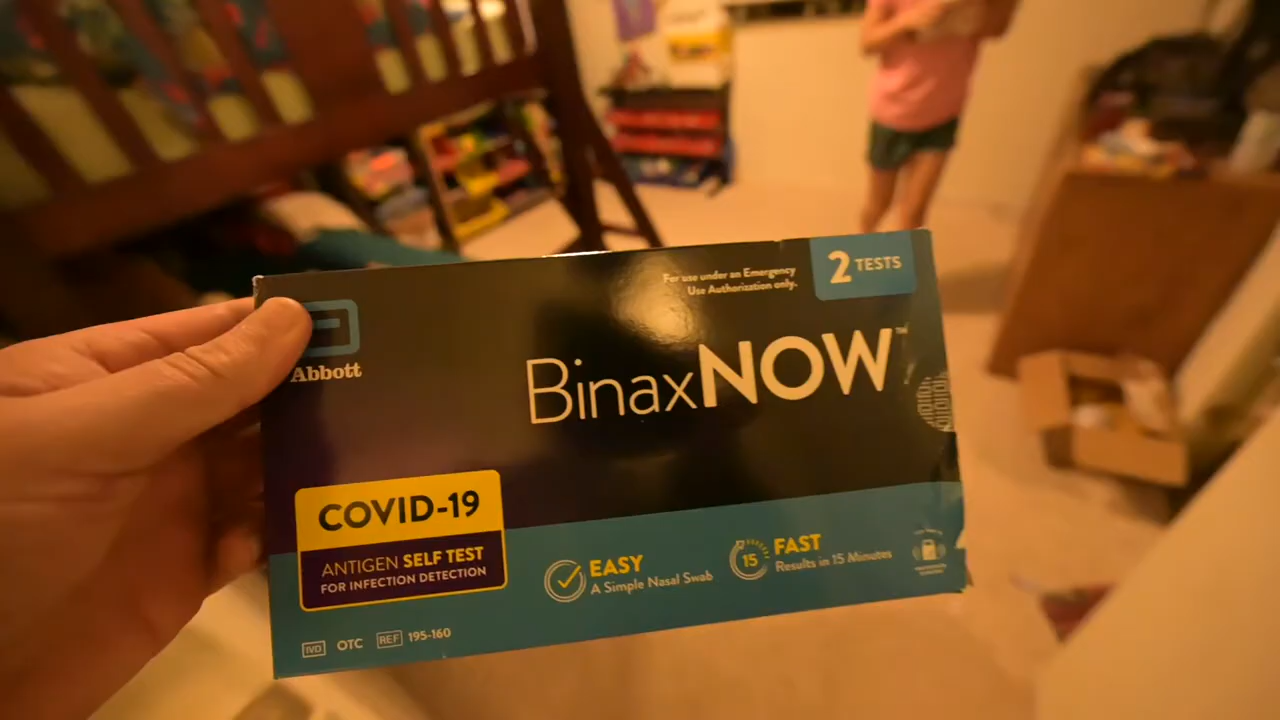 For use under an Emergency
Use Authorization only.
2 TESTS
Abbott
BinaxNOW™
COVID-19
ANTIGEN SELF TEST
FOR INFECTION DETECTION
EASY
A Simple Nasal Swab
15
FAST
Results in 15 Minutes
IVD OTC REF 195-160